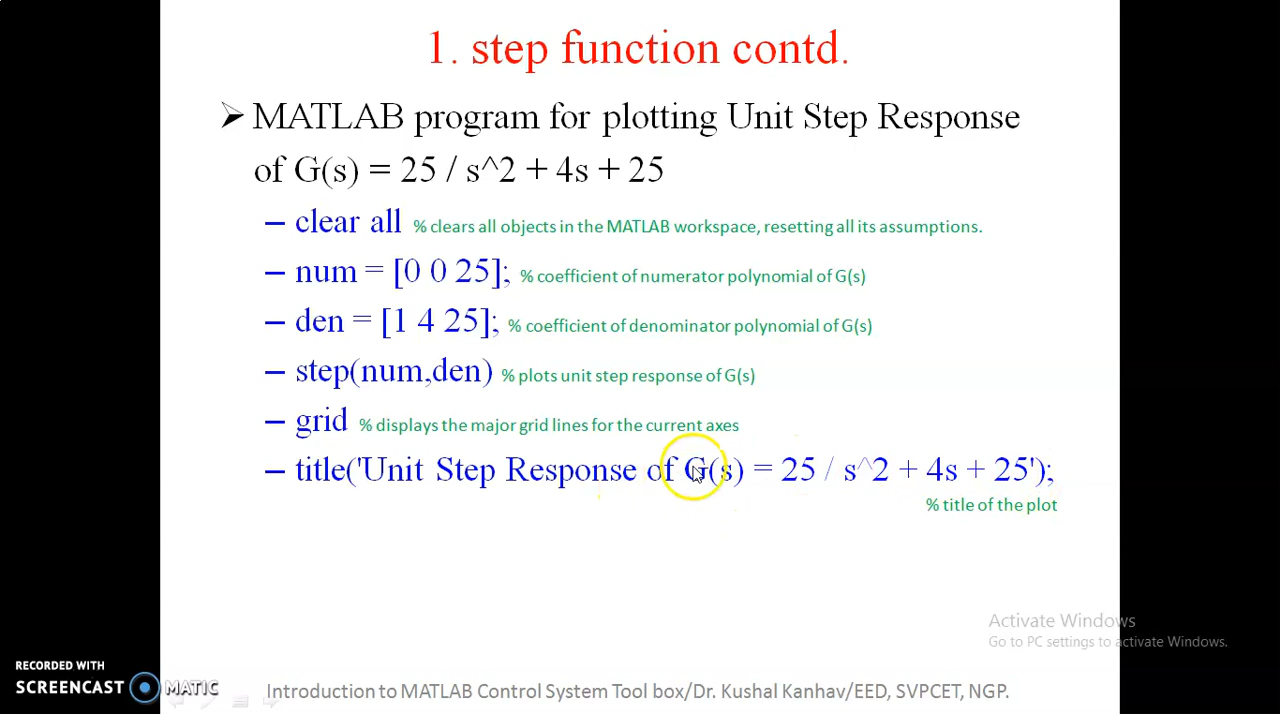 1. step function contd.
➢ MATLAB program for plotting Unit Step Response
of G(s) = 25 / s^2 + 4s + 25
– clear all % clears all objects in the MATLAB workspace, resetting all its assumptions.
– num = [0 0 25]; % coefficient of numerator polynomial of G(s)
– den = [1 4 25]; % coefficient of denominator polynomial of G(s)
– step(num,den) % plots unit step response of G(s)
– grid % displays the major grid lines for the current axes
– title('Unit Step Response of G(s) = 25 / s^2 + 4s + 25');
% title of the plot
Activate Windows
Go to PC settings to activate Windows.
RECORDED WITH
SCREENCAST MATIC
Introduction to MATLAB Control System Tool box/Dr. Kushal Kanhav/EED, SVPCET, NGP.